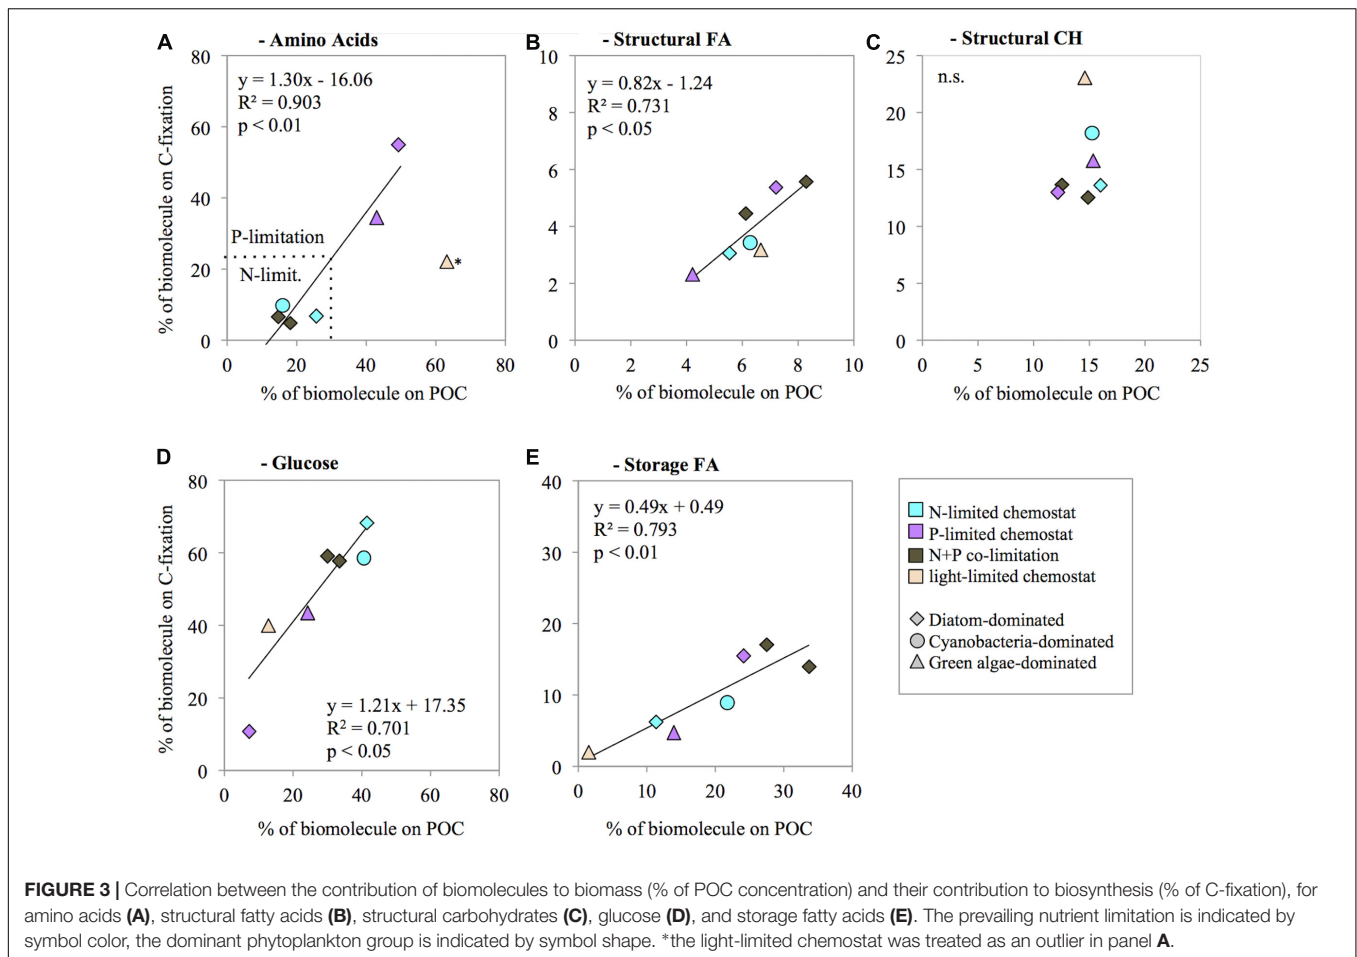 A
- Amino Acids
80
60
40
20
0
0 20 40 60 80
% of biomolecule on C-fixation
% of biomolecule on POC
y = 1.30x - 16.06
R² = 0.903
p < 0.01
P-limitation
N-limit.
*
B
- Structural FA
10
8
6
4
2
0
0 2 4 6 8 10
% of biomolecule on POC
y = 0.82x - 1.24
R² = 0.731
p < 0.05
C
- Structural CH
25
20
15
10
5
0
0 5 10 15 20 25
% of biomolecule on POC
n.s.
D
- Glucose
80
60
40
20
0
0 20 40 60 80
% of biomolecule on C-fixation
% of biomolecule on POC
y = 1.21x + 17.35
R² = 0.701
p < 0.05
E
- Storage FA
40
30
20
10
0
0 10 20 30 40
% of biomolecule on POC
y = 0.49x + 0.49
R² = 0.793
p < 0.01
N-limited chemostat
P-limited chemostat
N+P co-limitation
light-limited chemostat
Diatom-dominated
Cyanobacteria-dominated
Green algae-dominated
FIGURE 3 | Correlation between the contribution of biomolecules to biomass (% of POC concentration) and their contribution to biosynthesis (% of C-fixation), for
amino acids (A), structural fatty acids (B), structural carbohydrates (C), glucose (D), and storage fatty acids (E). The prevailing nutrient limitation is indicated by
symbol color, the dominant phytoplankton group is indicated by symbol shape. *the light-limited chemostat was treated as an outlier in panel A.